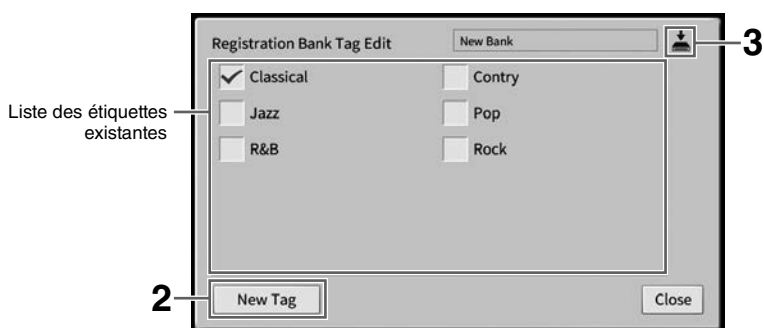 Registration Bank Tag Edit New Bank 3
Classical Contry
Liste des étiquettes existantes
Jazz Pop
R&B Rock
2 New Tag Close